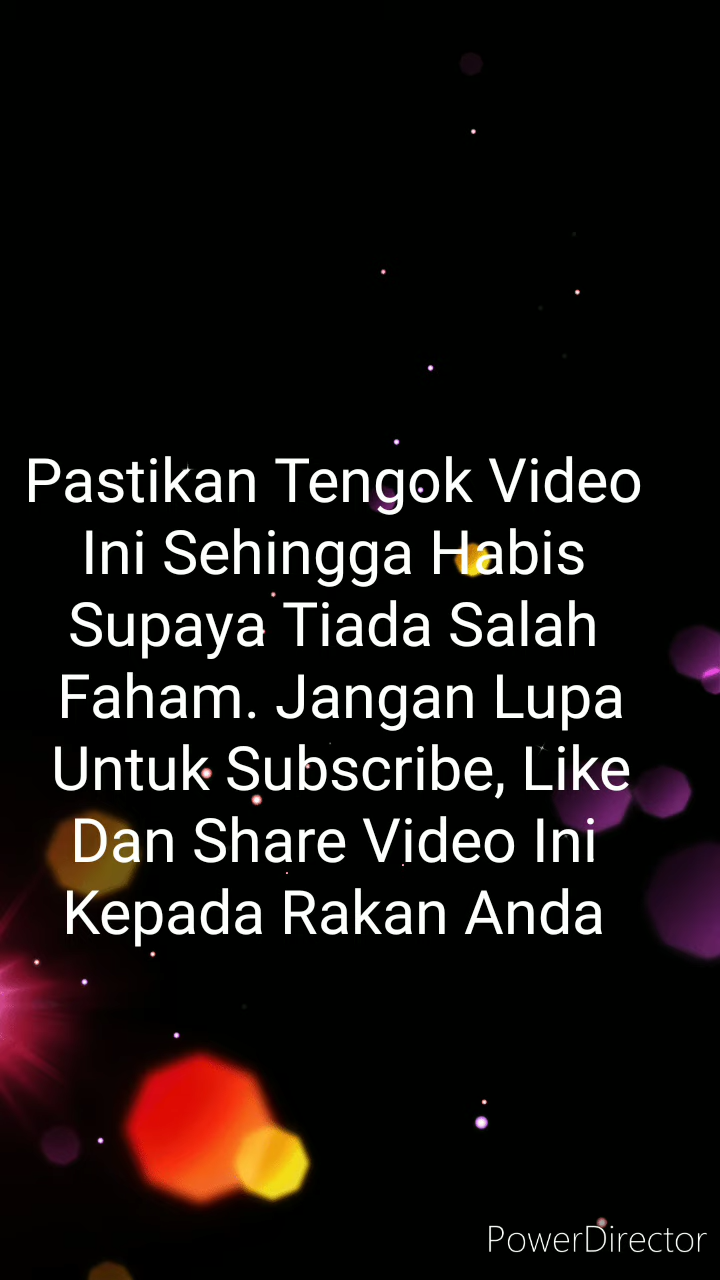 Pastikan Tengok Video
Ini Sehingga Habis
Supaya Tiada Salah
Faham. Jangan Lupa
Untuk Subscribe, Like
Dan Share Video Ini
Kepada Rakan Anda
PowerDirector